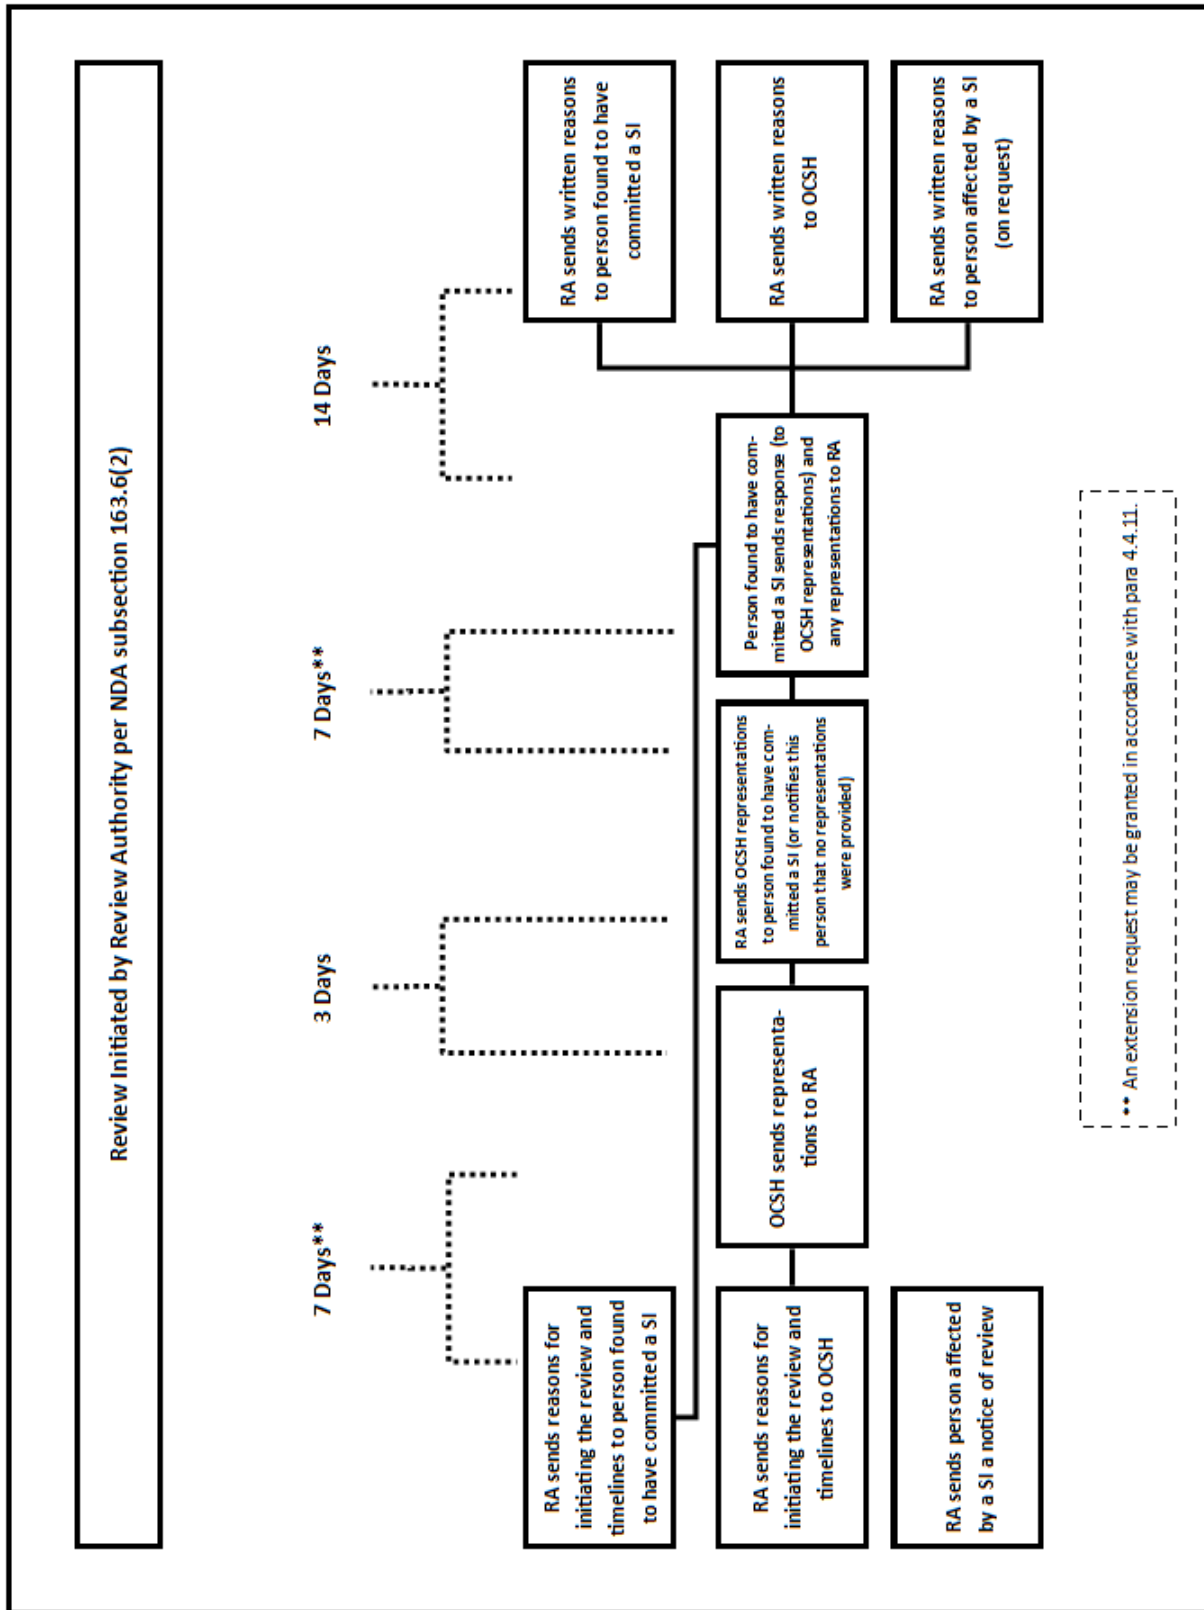 Review Initiated by Review Authority per NDA subsection 163.6(2)
7 Days**
3 Days
7 Days**
14 Days
RA sends reasons for
initiating the review and
timelines to person found
to have committed a SI
RA sends reasons for
initiating the review and
timelines to OCSH
RA sends person affected
by a SI a notice of review
OCSH sends representa-
tions to RA
RA sends OCSH representations
to person found to have com-
mitted a SI (or notifies this
person that no representations
were provided)
Person found to have com-
mitted a SI sends response (to
OCSH representations) and
any representations to RA
RA sends written reasons
to person found to have
committed a SI
RA sends written reasons
to OCSH
RA sends written reasons
to person affected by a SI
(on request)
** An extension request may be granted in accordance with para 4.4.11.